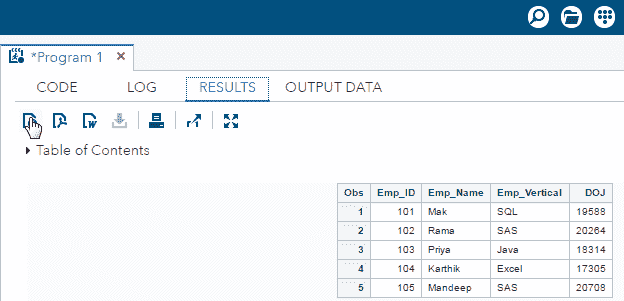 *Program 1 ×
CODE LOG RESULTS OUTPUT DATA
Table of Contents
Obs Emp_ID Emp_Name Emp_Vertical DOJ
1 101 Mak SQL 19588
2 102 Rama SAS 20264
3 103 Priya Java 18314
4 104 Karthik Excel 17305
5 105 Mandeep SAS 20708